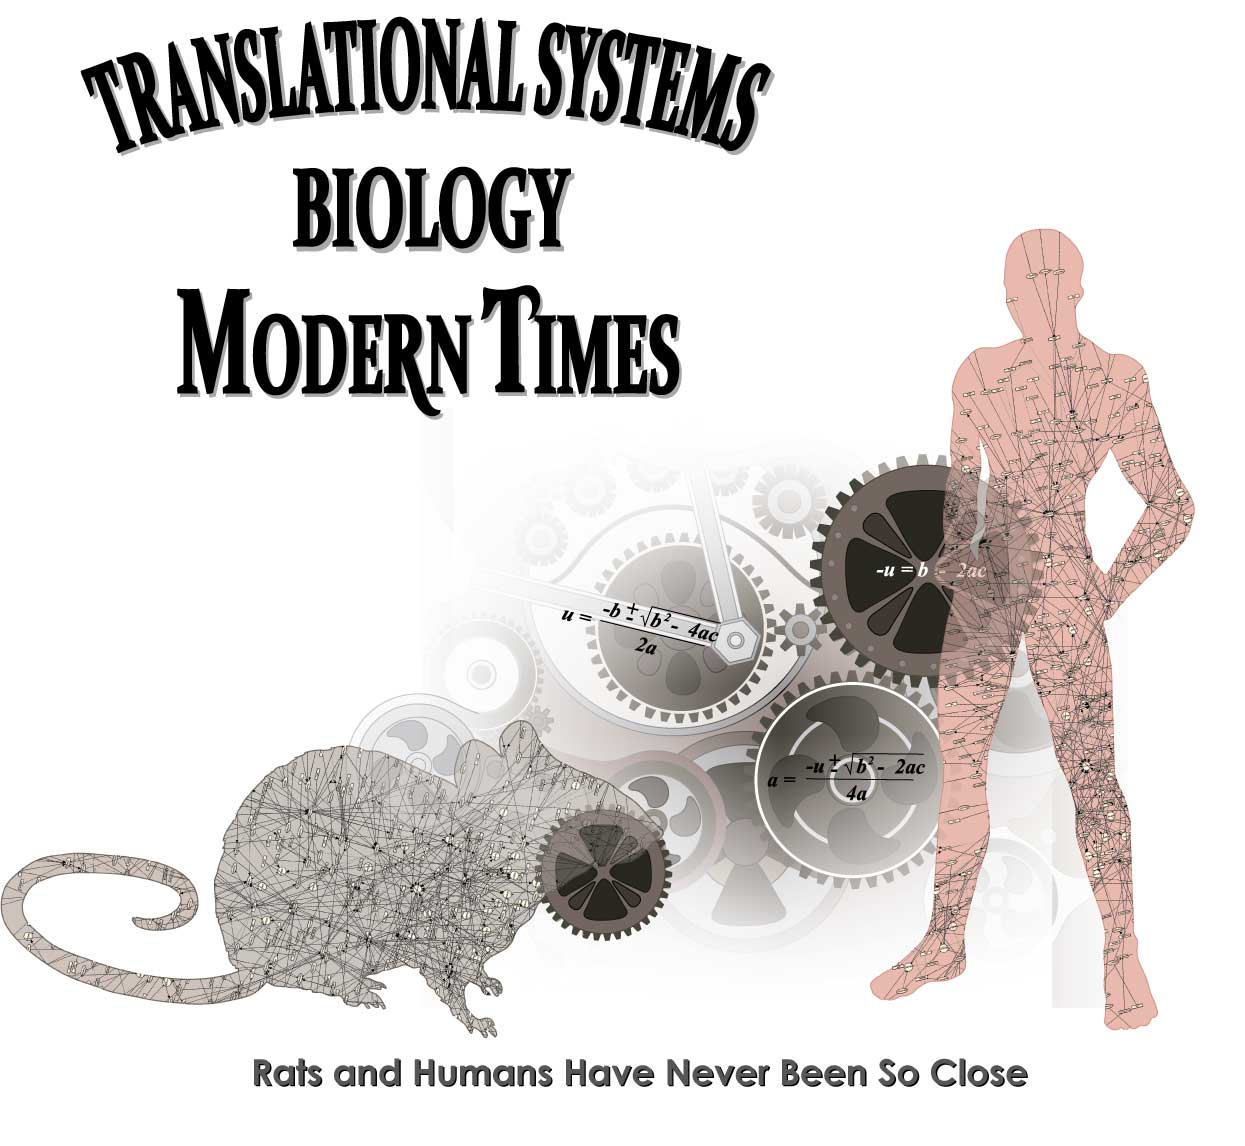 TRANSLATIONAL SYSTEMS
BIOLOGY
MODERN TIMES
-u = b - 2ac
u = -b ± √b² - 4ac
2a
a = -u ± √b² - 2ac
4a
Rats and Humans Have Never Been So Close